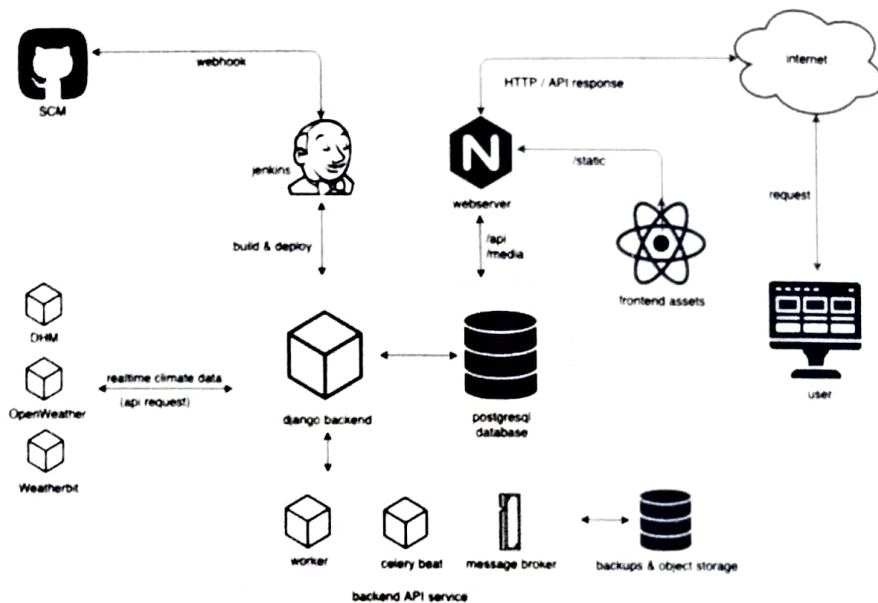 webhook
SCM
jenkins
build & deploy
HTTP / API response
internet
/static
webserver
/api
/media
request
frontend assets
user
DHM
realtime climate data
(api request)
OpenWeather
Weatherbit
django backend
postgresql
database
worker
celery beat
message broker
backups & object storage
backend API service